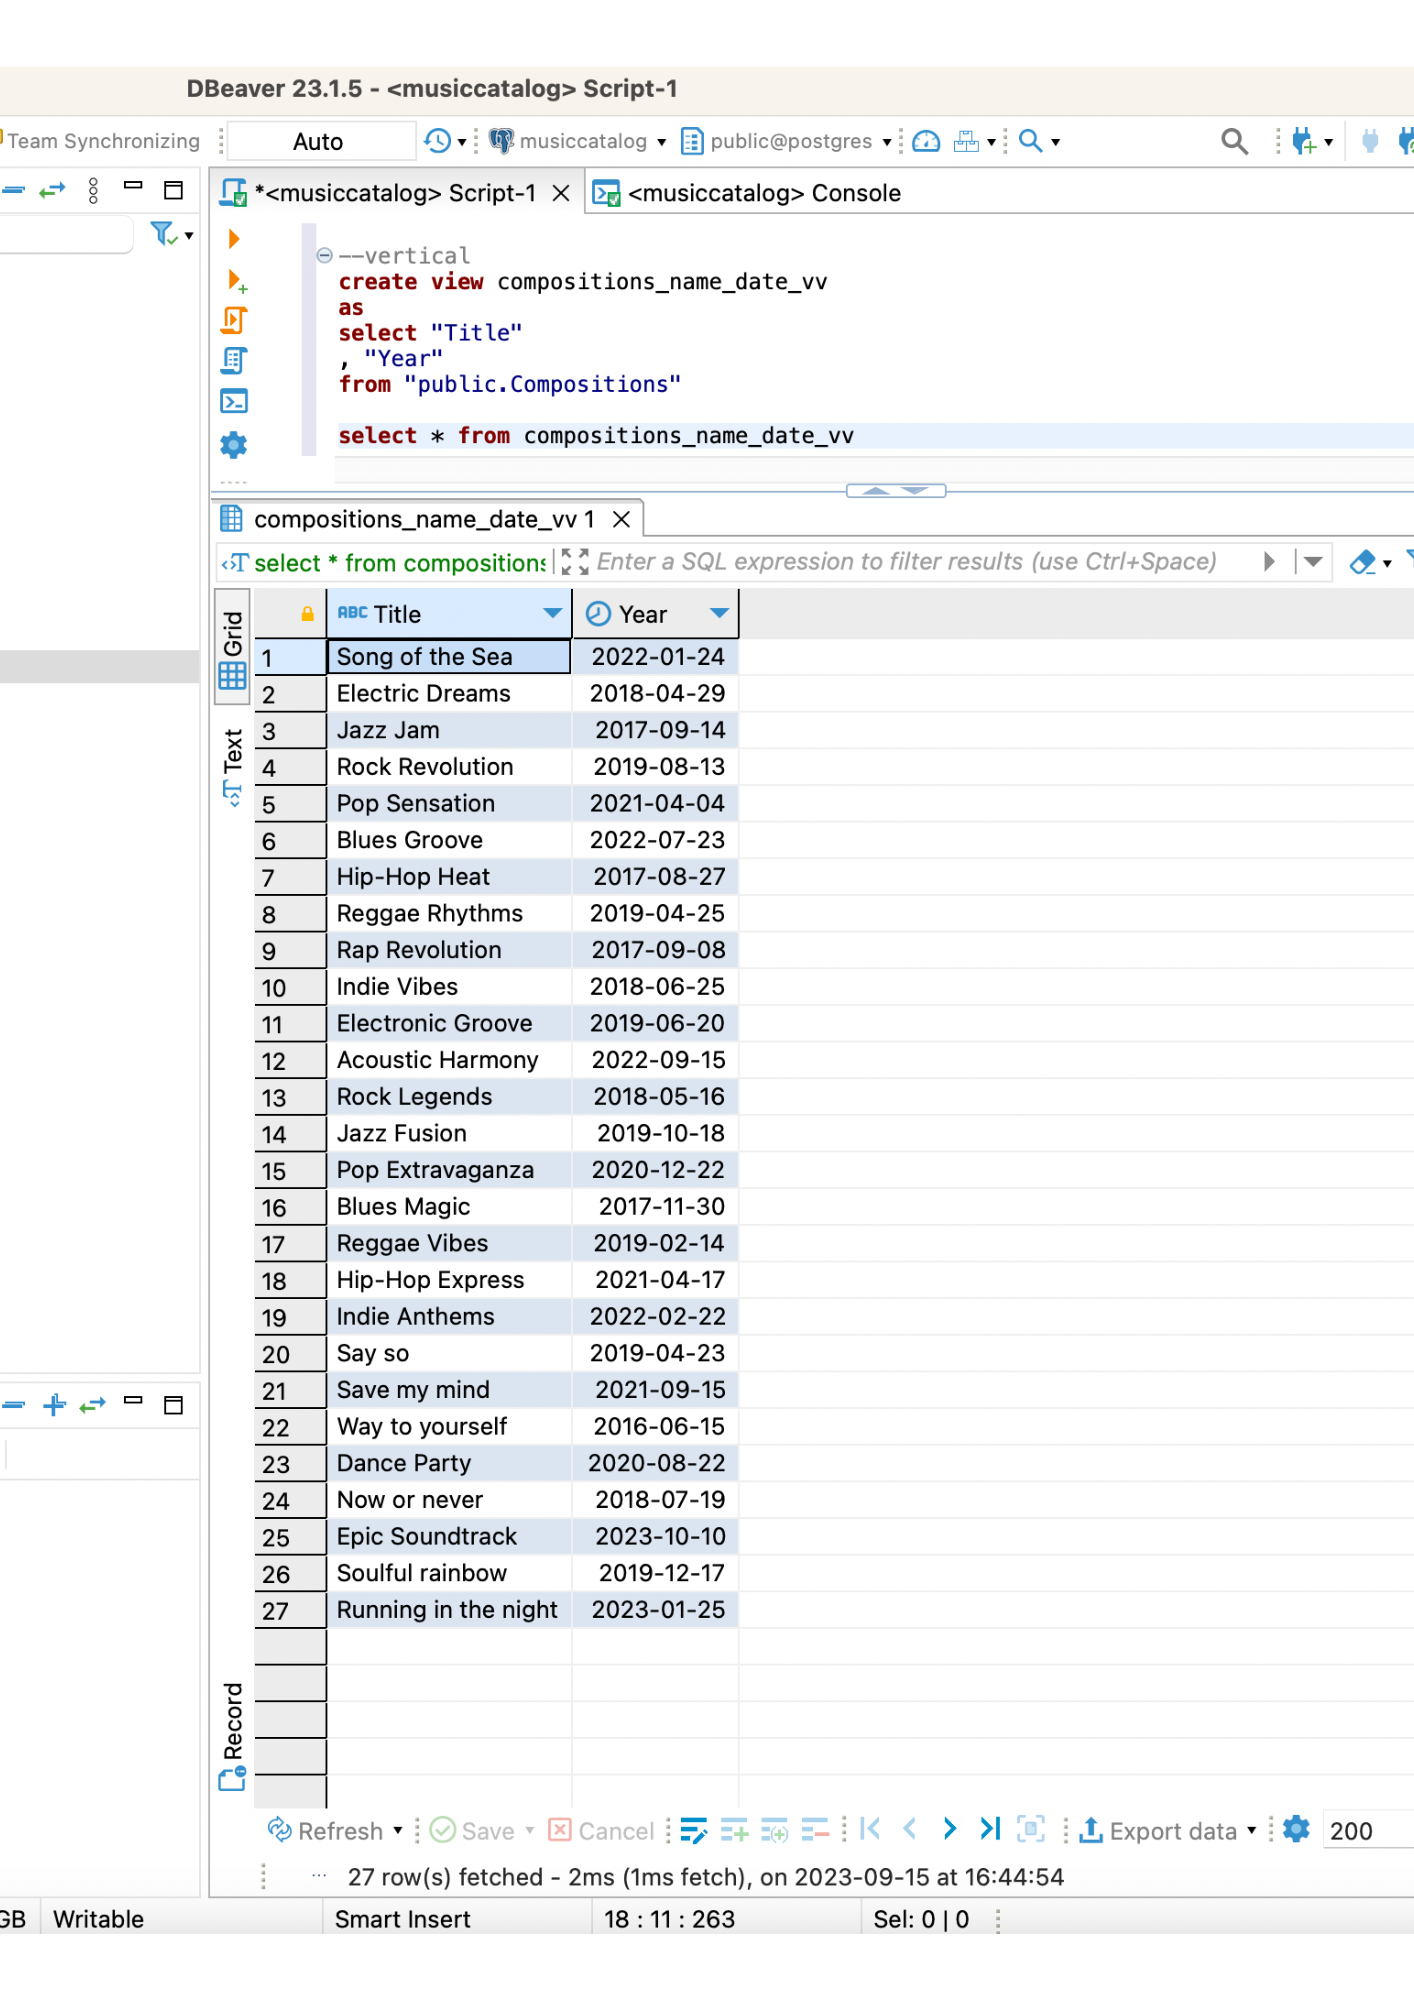 DBeaver 23.1.5 - <musiccatalog> Script-1
Team Synchronizing
Auto
musiccatalog
public@postgres
*<musiccatalog> Script-1
<musiccatalog> Console
--vertical
create view compositions_name_date_vv
as
select "Title"
, "Year"
from "public.Compositions"
select * from compositions_name_date_vv
compositions_name_date_vv 1
select * from compositions
Enter a SQL expression to filter results (use Ctrl+Space)
Grid
Text
Record
ABC Title Year
1 Song of the Sea 2022-01-24
2 Electric Dreams 2018-04-29
3 Jazz Jam 2017-09-14
4 Rock Revolution 2019-08-13
5 Pop Sensation 2021-04-04
6 Blues Groove 2022-07-23
7 Hip-Hop Heat 2017-08-27
8 Reggae Rhythms 2019-04-25
9 Rap Revolution 2017-09-08
10 Indie Vibes 2018-06-25
11 Electronic Groove 2019-06-20
12 Acoustic Harmony 2022-09-15
13 Rock Legends 2018-05-16
14 Jazz Fusion 2019-10-18
15 Pop Extravaganza 2020-12-22
16 Blues Magic 2017-11-30
17 Reggae Vibes 2019-02-14
18 Hip-Hop Express 2021-04-17
19 Indie Anthems 2022-02-22
20 Say so 2019-04-23
21 Save my mind 2021-09-15
22 Way to yourself 2016-06-15
23 Dance Party 2020-08-22
24 Now or never 2018-07-19
25 Epic Soundtrack 2023-10-10
26 Soulful rainbow 2019-12-17
27 Running in the night 2023-01-25
Refresh Save Cancel Export data 200
27 row(s) fetched - 2ms (1ms fetch), on 2023-09-15 at 16:44:54
GB Writable Smart Insert 18 : 11 : 263 Sel: 0 | 0